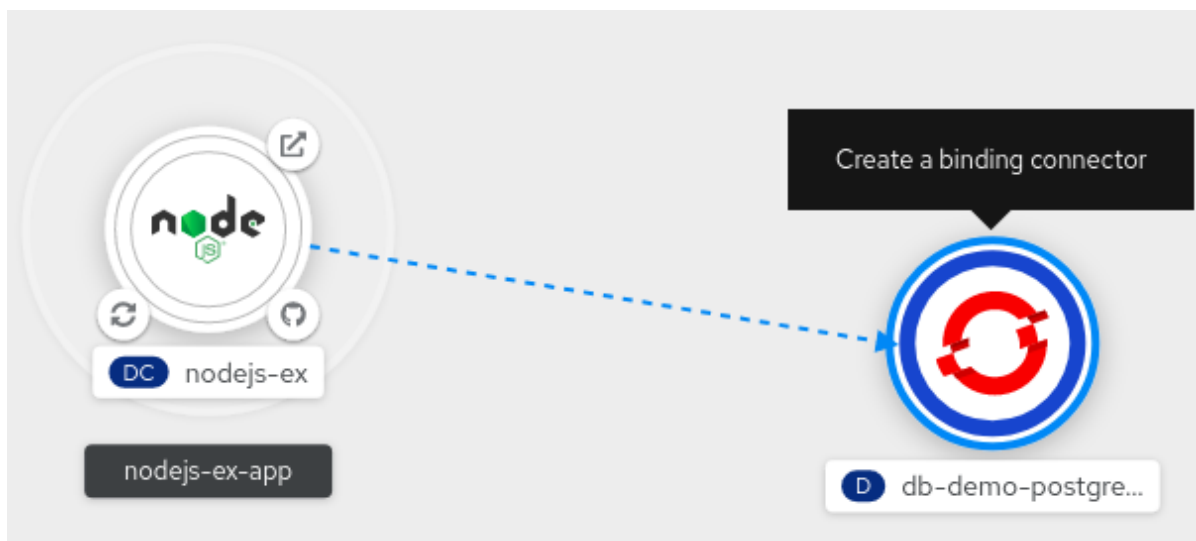 node
JS
Create a binding connector
DC nodejs-ex
nodejs-ex-app
D db-demo-postgre...